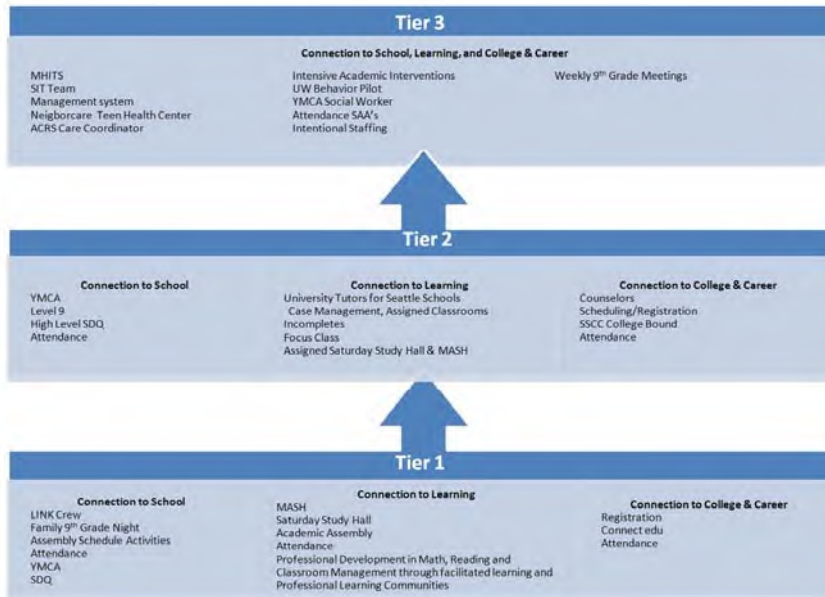 Tier 3
Connection to School, Learning, and College & Career
MHITS
SIT Team
Management system
Neigborcare Teen Health Center
ACRS Care Coordinator
Intensive Academic Interventions
UW Behavior Pilot
YMCA Social Worker
Attendance SAA's
Intentional Staffing
Weekly 9th Grade Meetings
Tier 2
Connection to School
YMCA
Level 9
High Level SDQ
Attendance
Connection to Learning
University Tutors for Seattle Schools
Case Management, Assigned Classrooms
Incompletes
Focus Class
Assigned Saturday Study Hall & MASH
Connection to College & Career
Counselors
Scheduling/Registration
SSCC College Bound
Attendance
Tier 1
Connection to School
LINK Crew
Family 9th Grade Night
Assembly Schedule Activities
Attendance
YMCA
SDQ
Connection to Learning
MASH
Saturday Study Hall
Academic Assembly
Attendance
Professional Development in Math, Reading and
Classroom Management through facilitated learning and
Professional Learning Communities
Connection to College & Career
Registration
Connect edu
Attendance